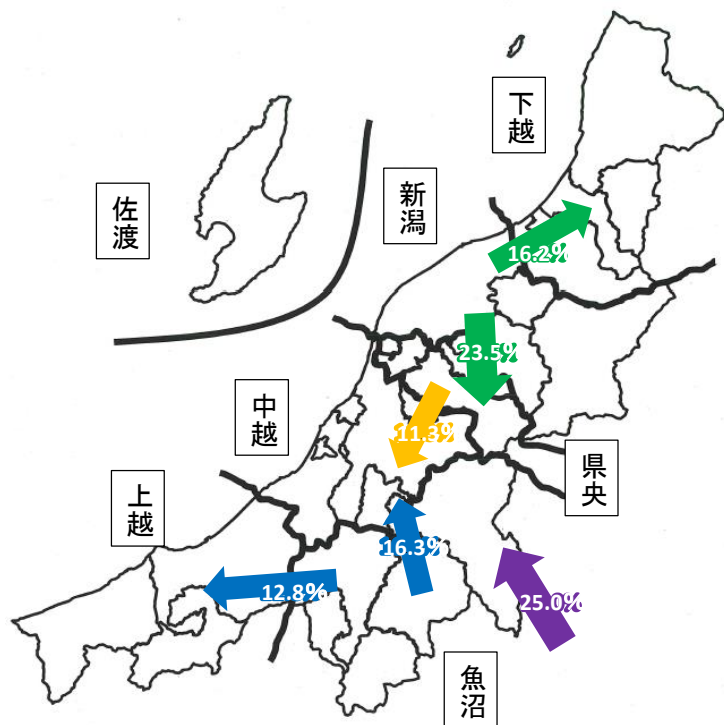 下越
新潟
佐渡
16.2%
23.5%
中越
11.3%
県央
上越
16.3%
12.8%
25.0%
魚沼